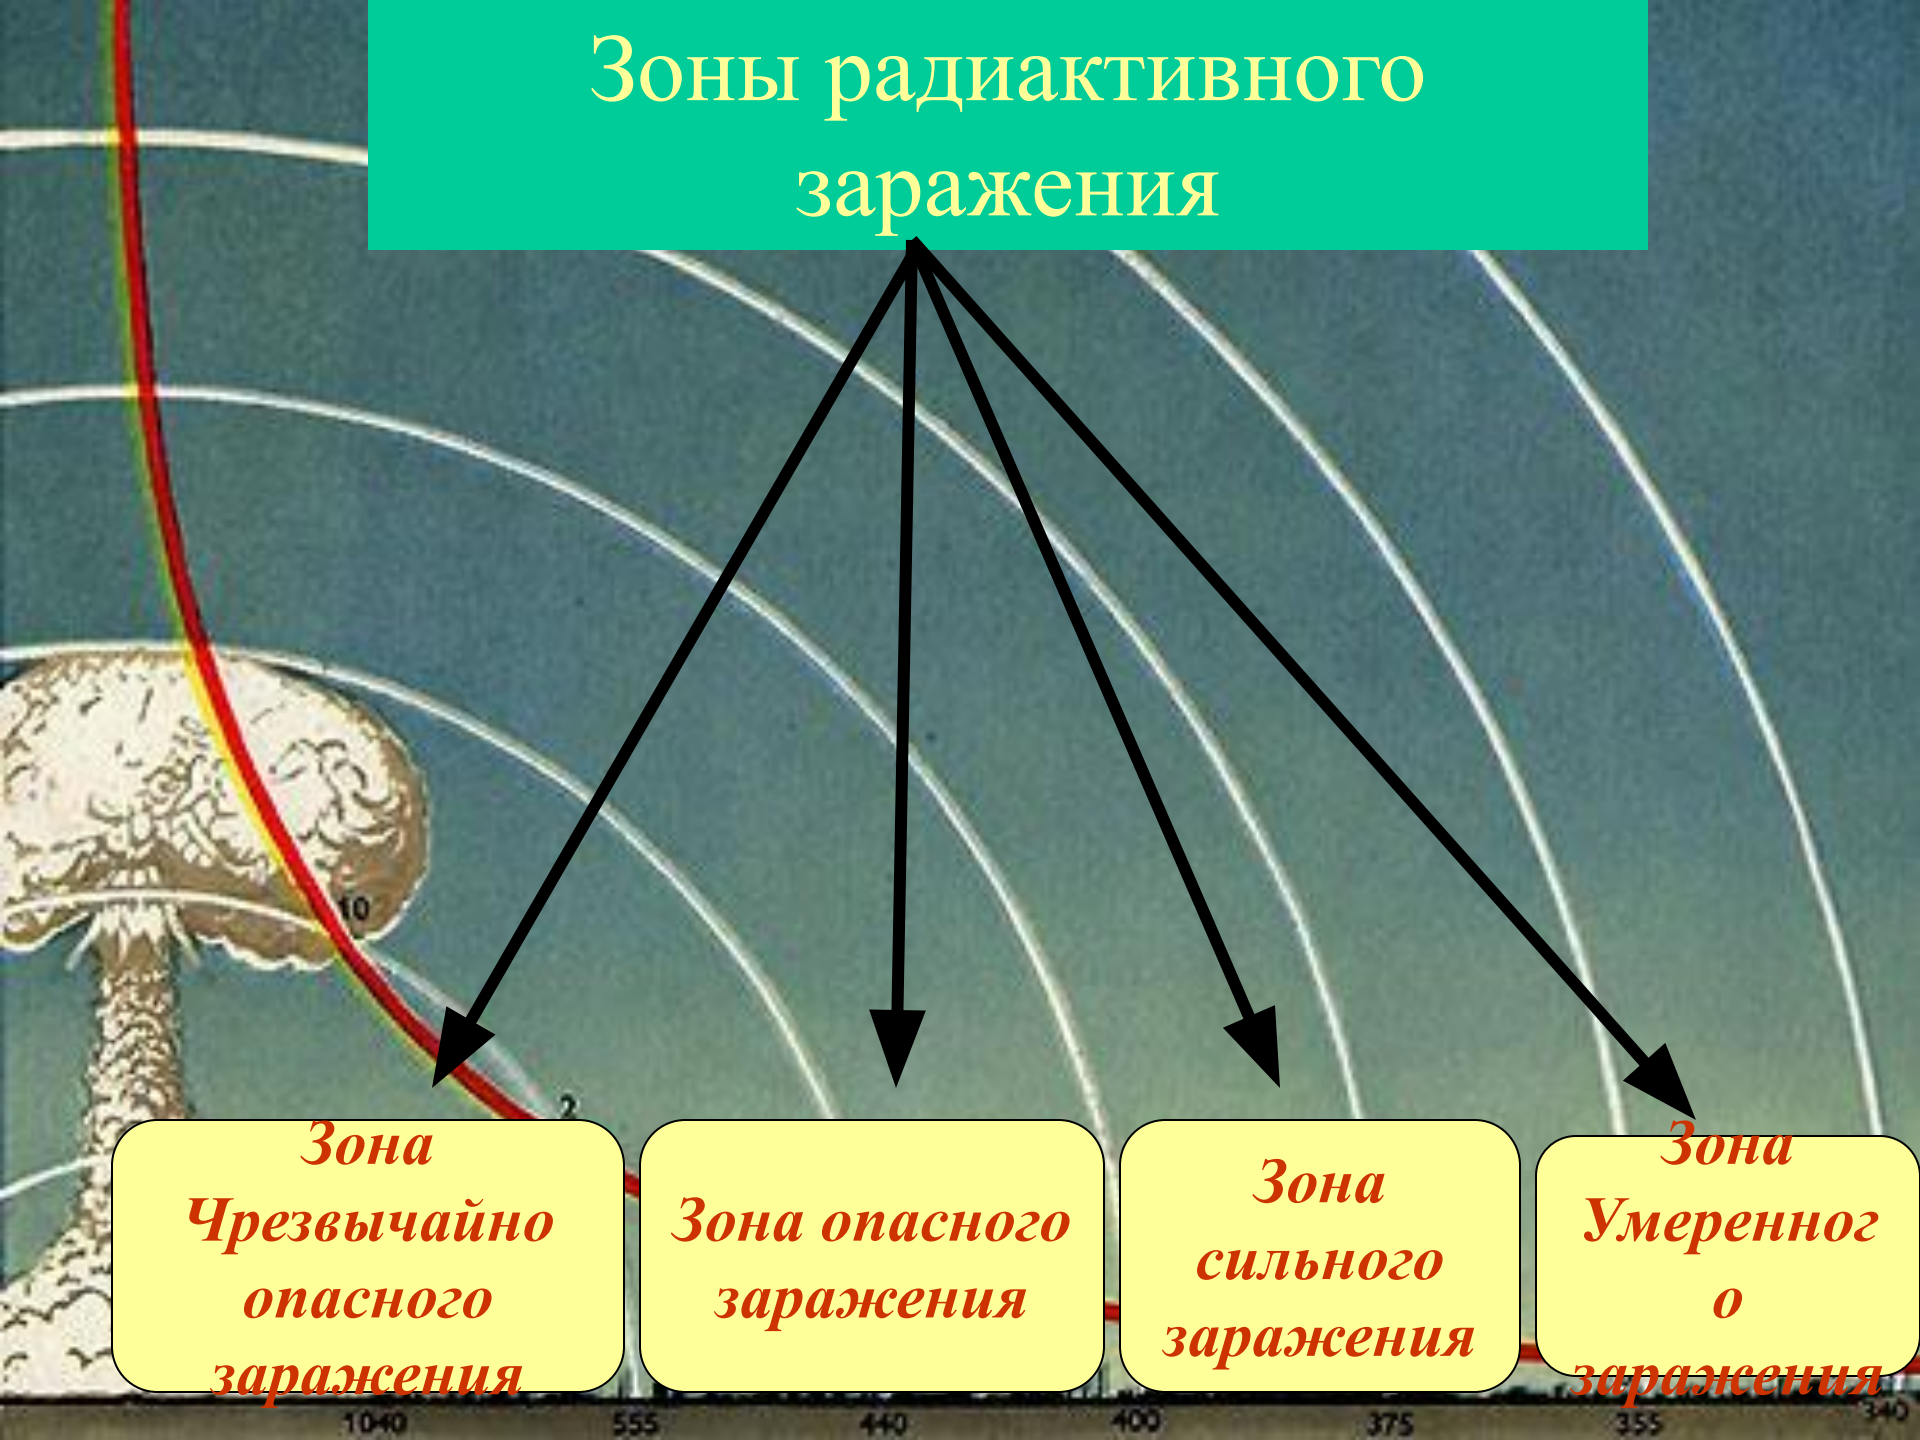 Зоны радиактивного
заражения
10
2
Зона
Чрезвычайно
опасного
заражения
Зона опасного
заражения
Зона
сильного
заражения
Зона
Умеренног
о
заражения
1040 555 440 400 375 355 340